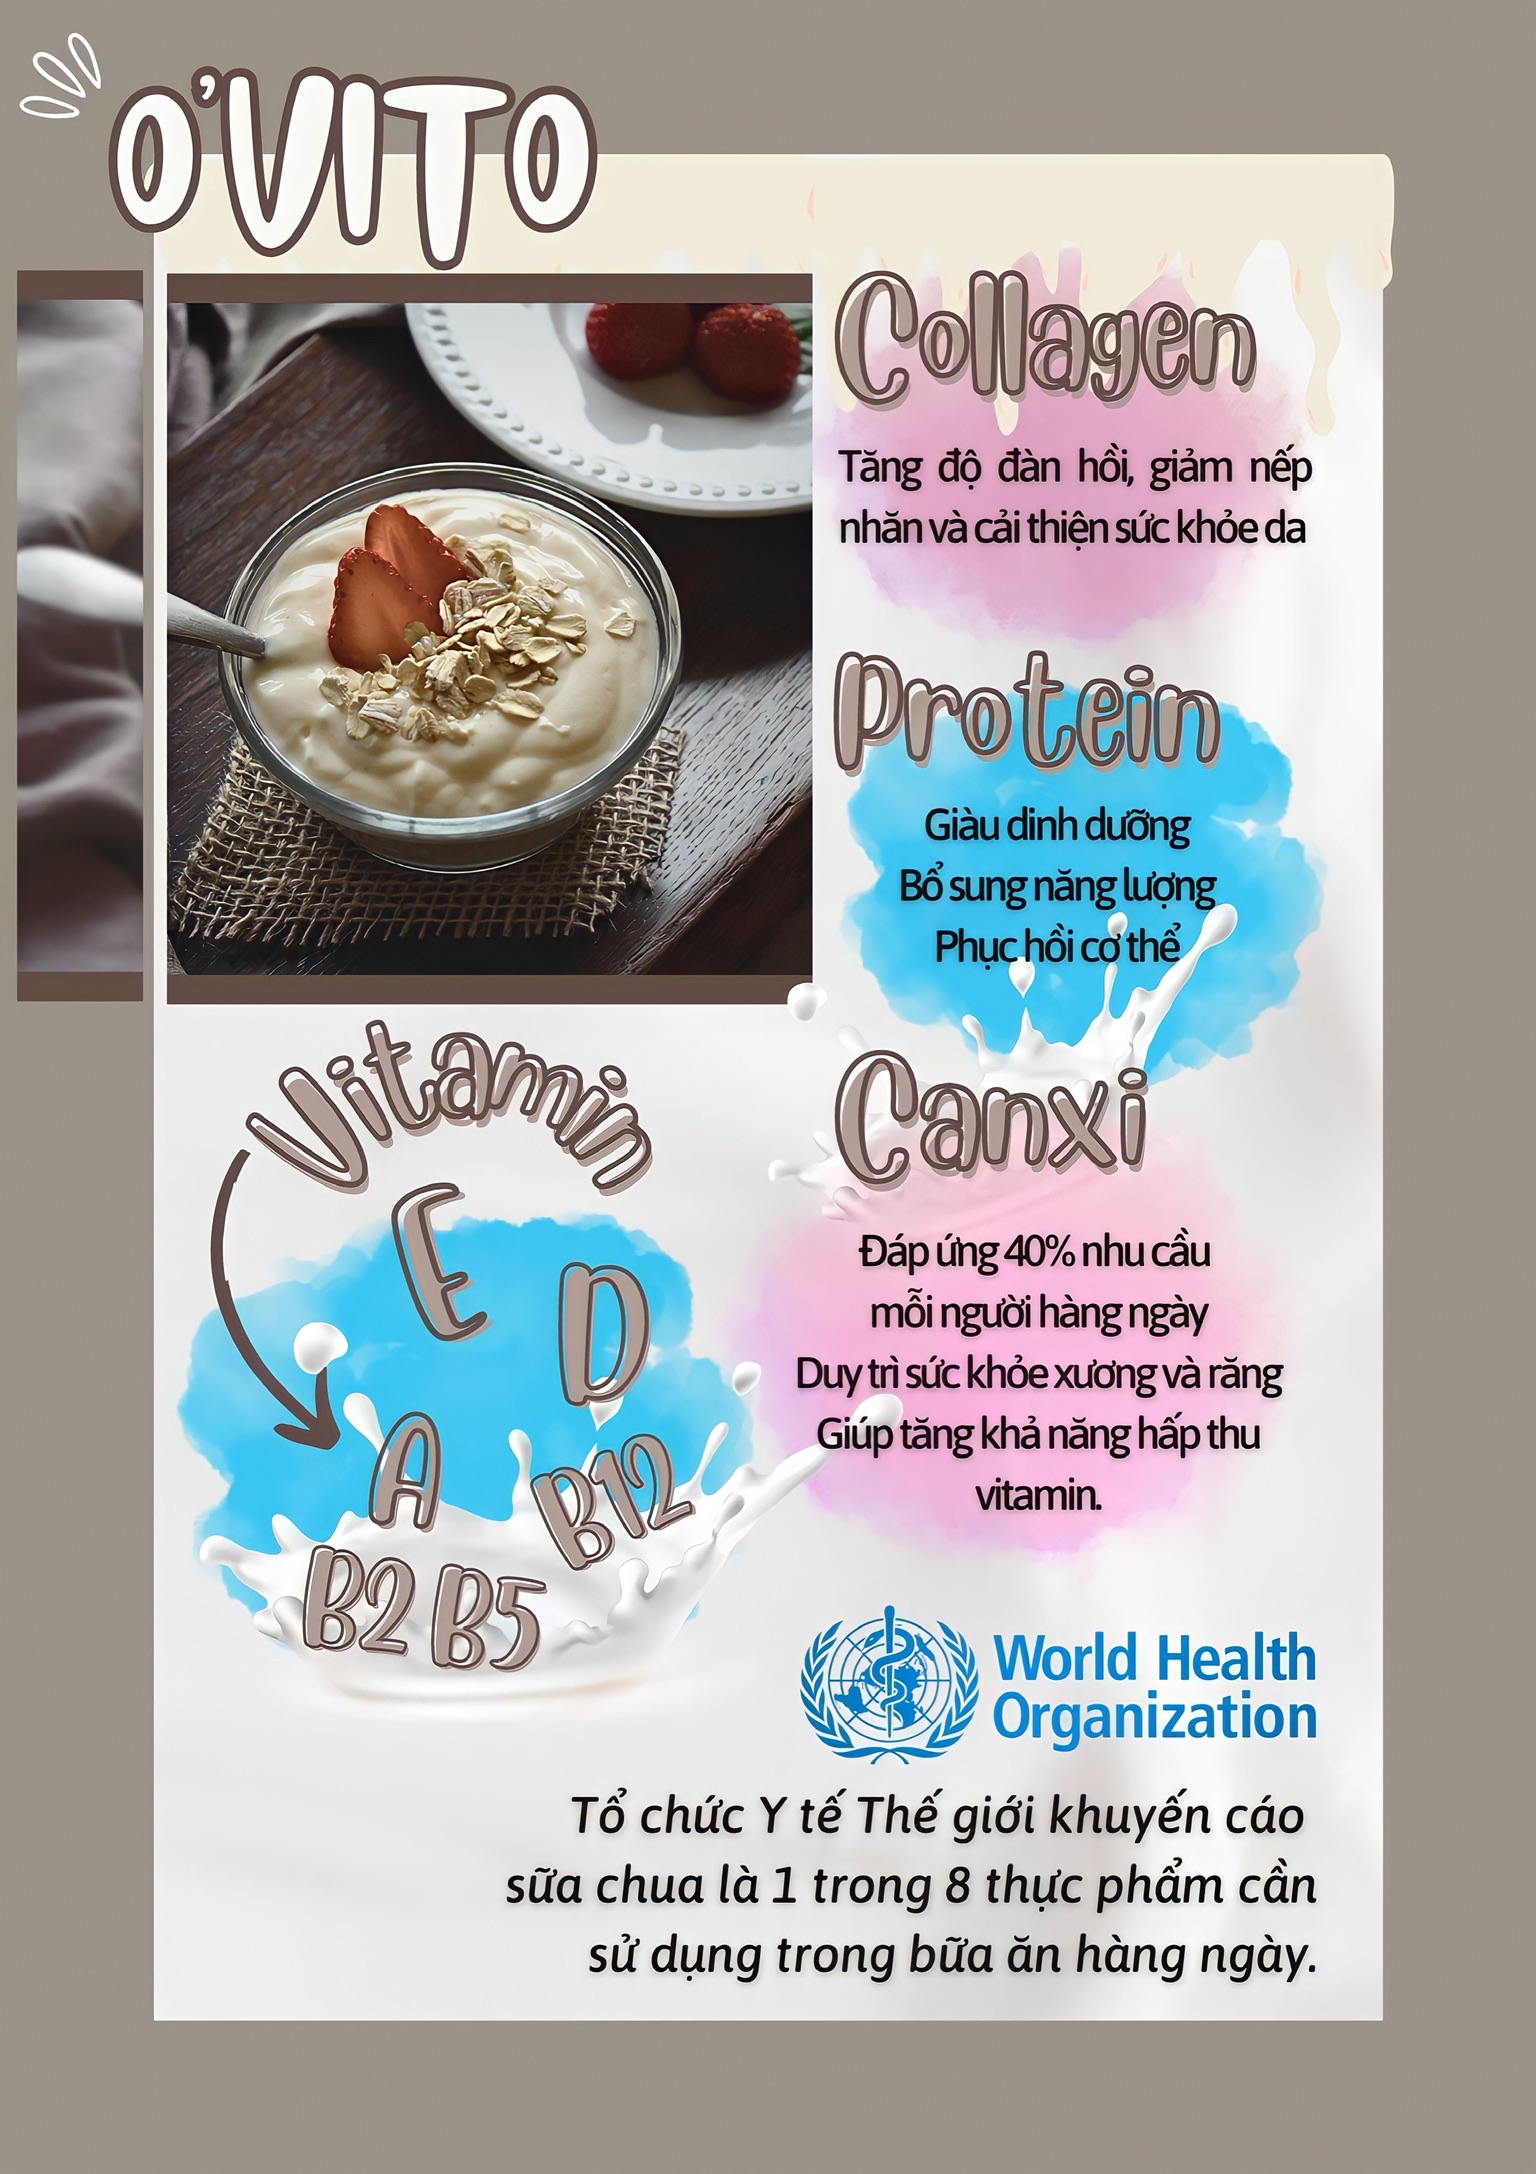 O'VITO
Collagen
Tăng độ đàn hồi, giảm nếp
nhăn và cải thiện sức khỏe da
Protein
Giàu dinh dưỡng
Bổ sung năng lượng
Phục hồi cơ thể
Canxi
Đáp ứng 40% nhu cầu
mỗi người hàng ngày
Duy trì sức khỏe xương và răng
Giúp tăng khả năng hấp thu
vitamin.
Vitamin
E
D
A
B12
B2 B5
World Health
Organization
Tổ chức Y tế Thế giới khuyến cáo
sữa chua là 1 trong 8 thực phẩm cần
sử dụng trong bữa ăn hàng ngày.